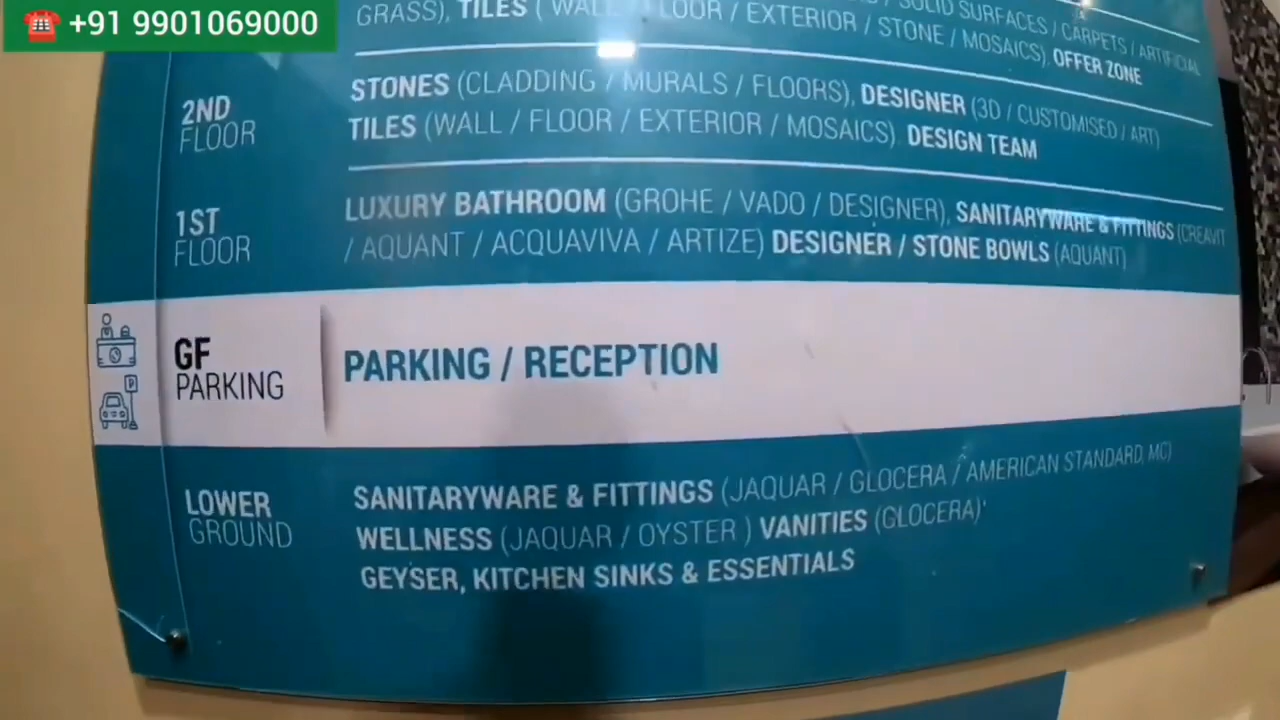 ☎️ +91 9901069000
/ SOLID SURFACES / CARPETS / ARTIFICIAL
GRASS), TILES ( WALL / FLOOR / EXTERIOR / STONE / MOSAICS), OFFER ZONE
2ND
FLOOR
STONES (CLADDING / MURALS / FLOORS), DESIGNER (3D / CUSTOMISED / ART)
TILES (WALL / FLOOR / EXTERIOR / MOSAICS), DESIGN TEAM
1ST
FLOOR
LUXURY BATHROOM (GROHE / VADO / DESIGNER), SANITARYWARE & FITTINGS (CREAVIT
/ AQUANT / ACQUAVIVA / ARTIZE) DESIGNER / STONE BOWLS (AQUANT)
GF
PARKING
PARKING / RECEPTION
LOWER
GROUND
SANITARYWARE & FITTINGS (JAQUAR / GLOCERA / AMERICAN STANDARD, MC)
WELLNESS (JAQUAR / OYSTER ) VANITIES (GLOCERA)'
GEYSER, KITCHEN SINKS & ESSENTIALS